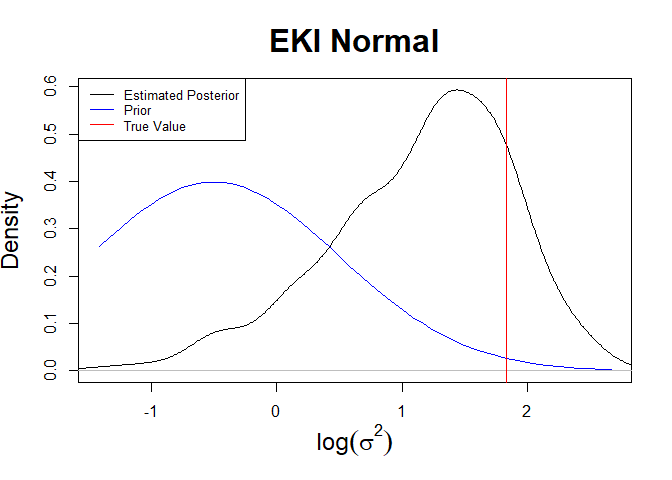 EKI Normal
Estimated Posterior
Prior
True Value
Density
0.6
0.5
0.4
0.3
0.2
0.1
0.0
-1 0 1 2
log(σ²)